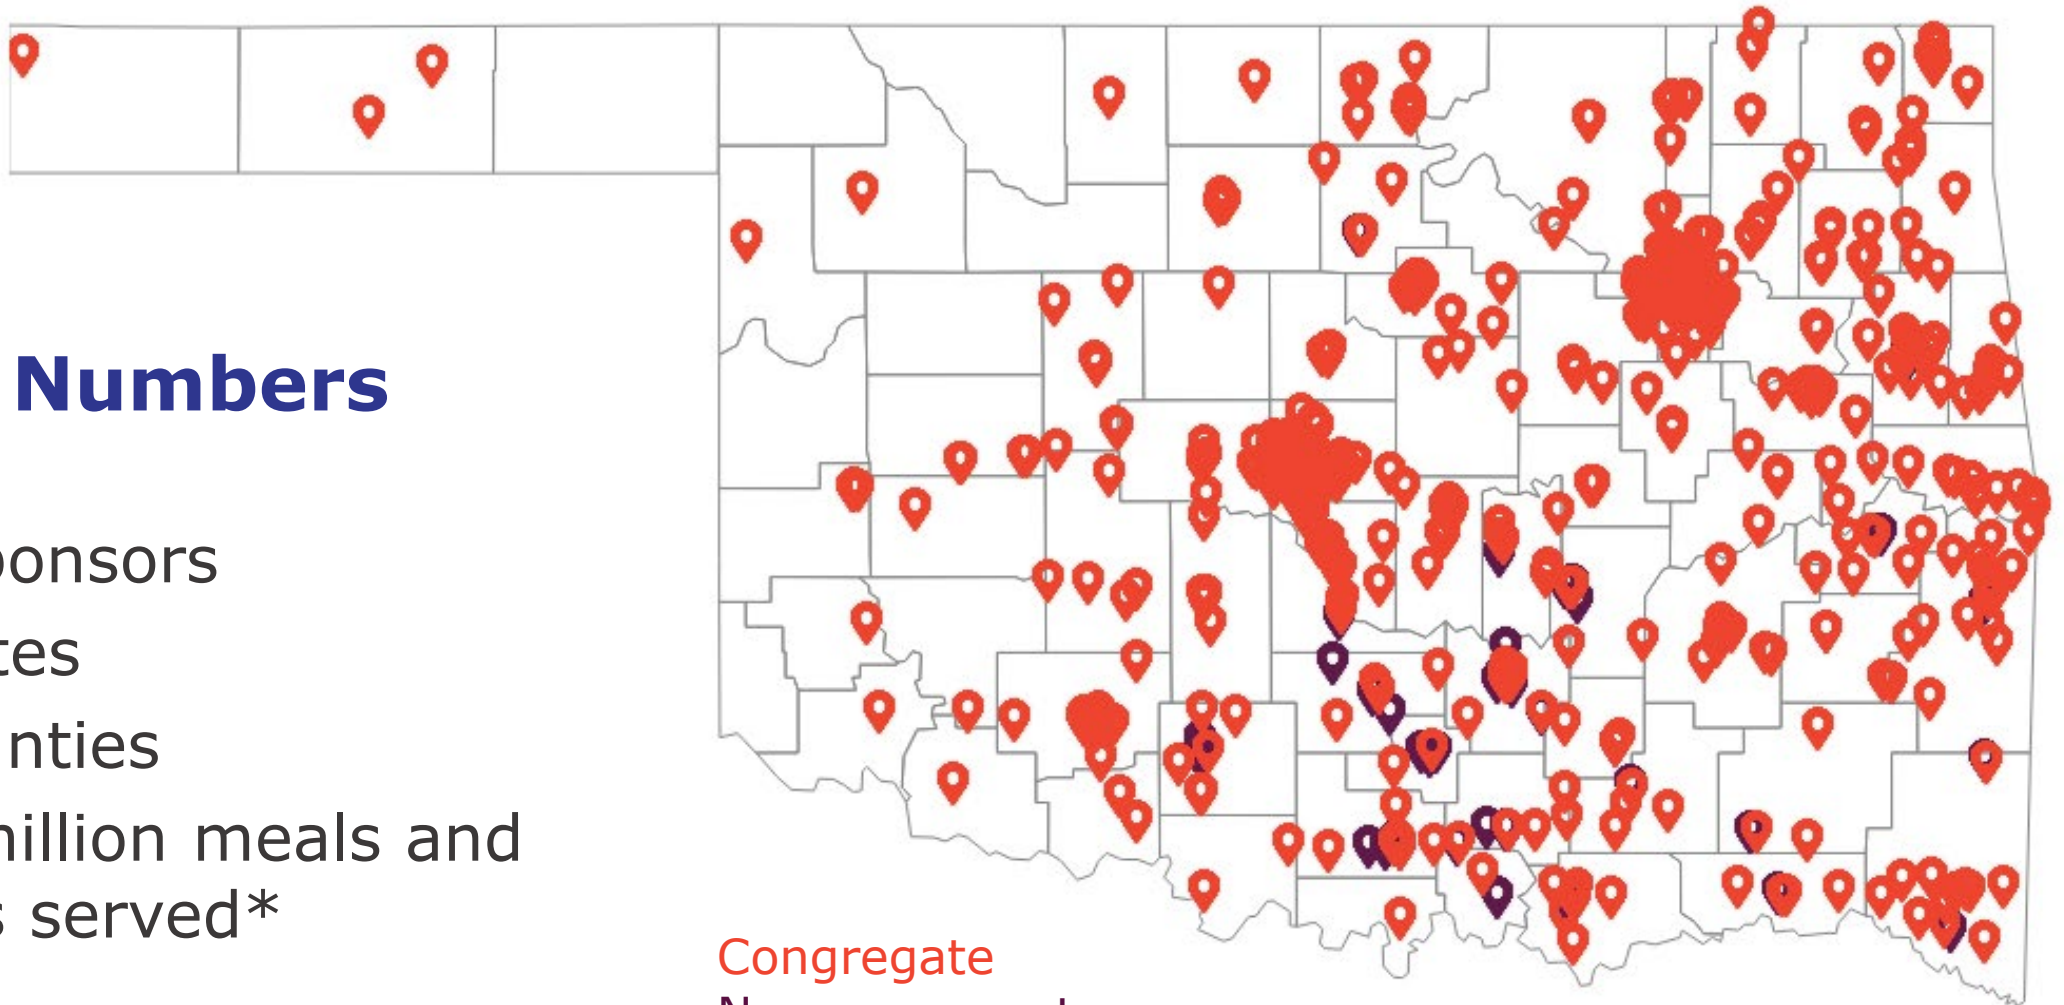 Numbers
ponsors
tes
nties
million meals and
s served*
Congregate